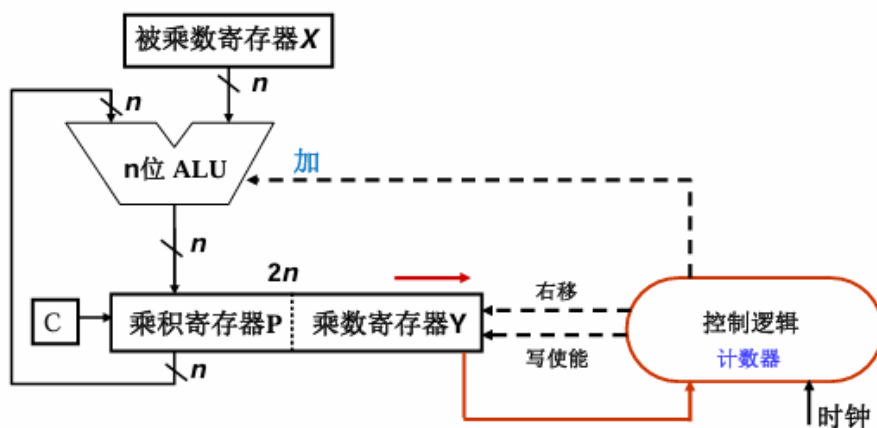 被乘数寄存器X
n
n
n位 ALU
加
n
2n
C
乘积寄存器P
乘数寄存器Y
右移
写使能
控制逻辑
计数器
n
时钟